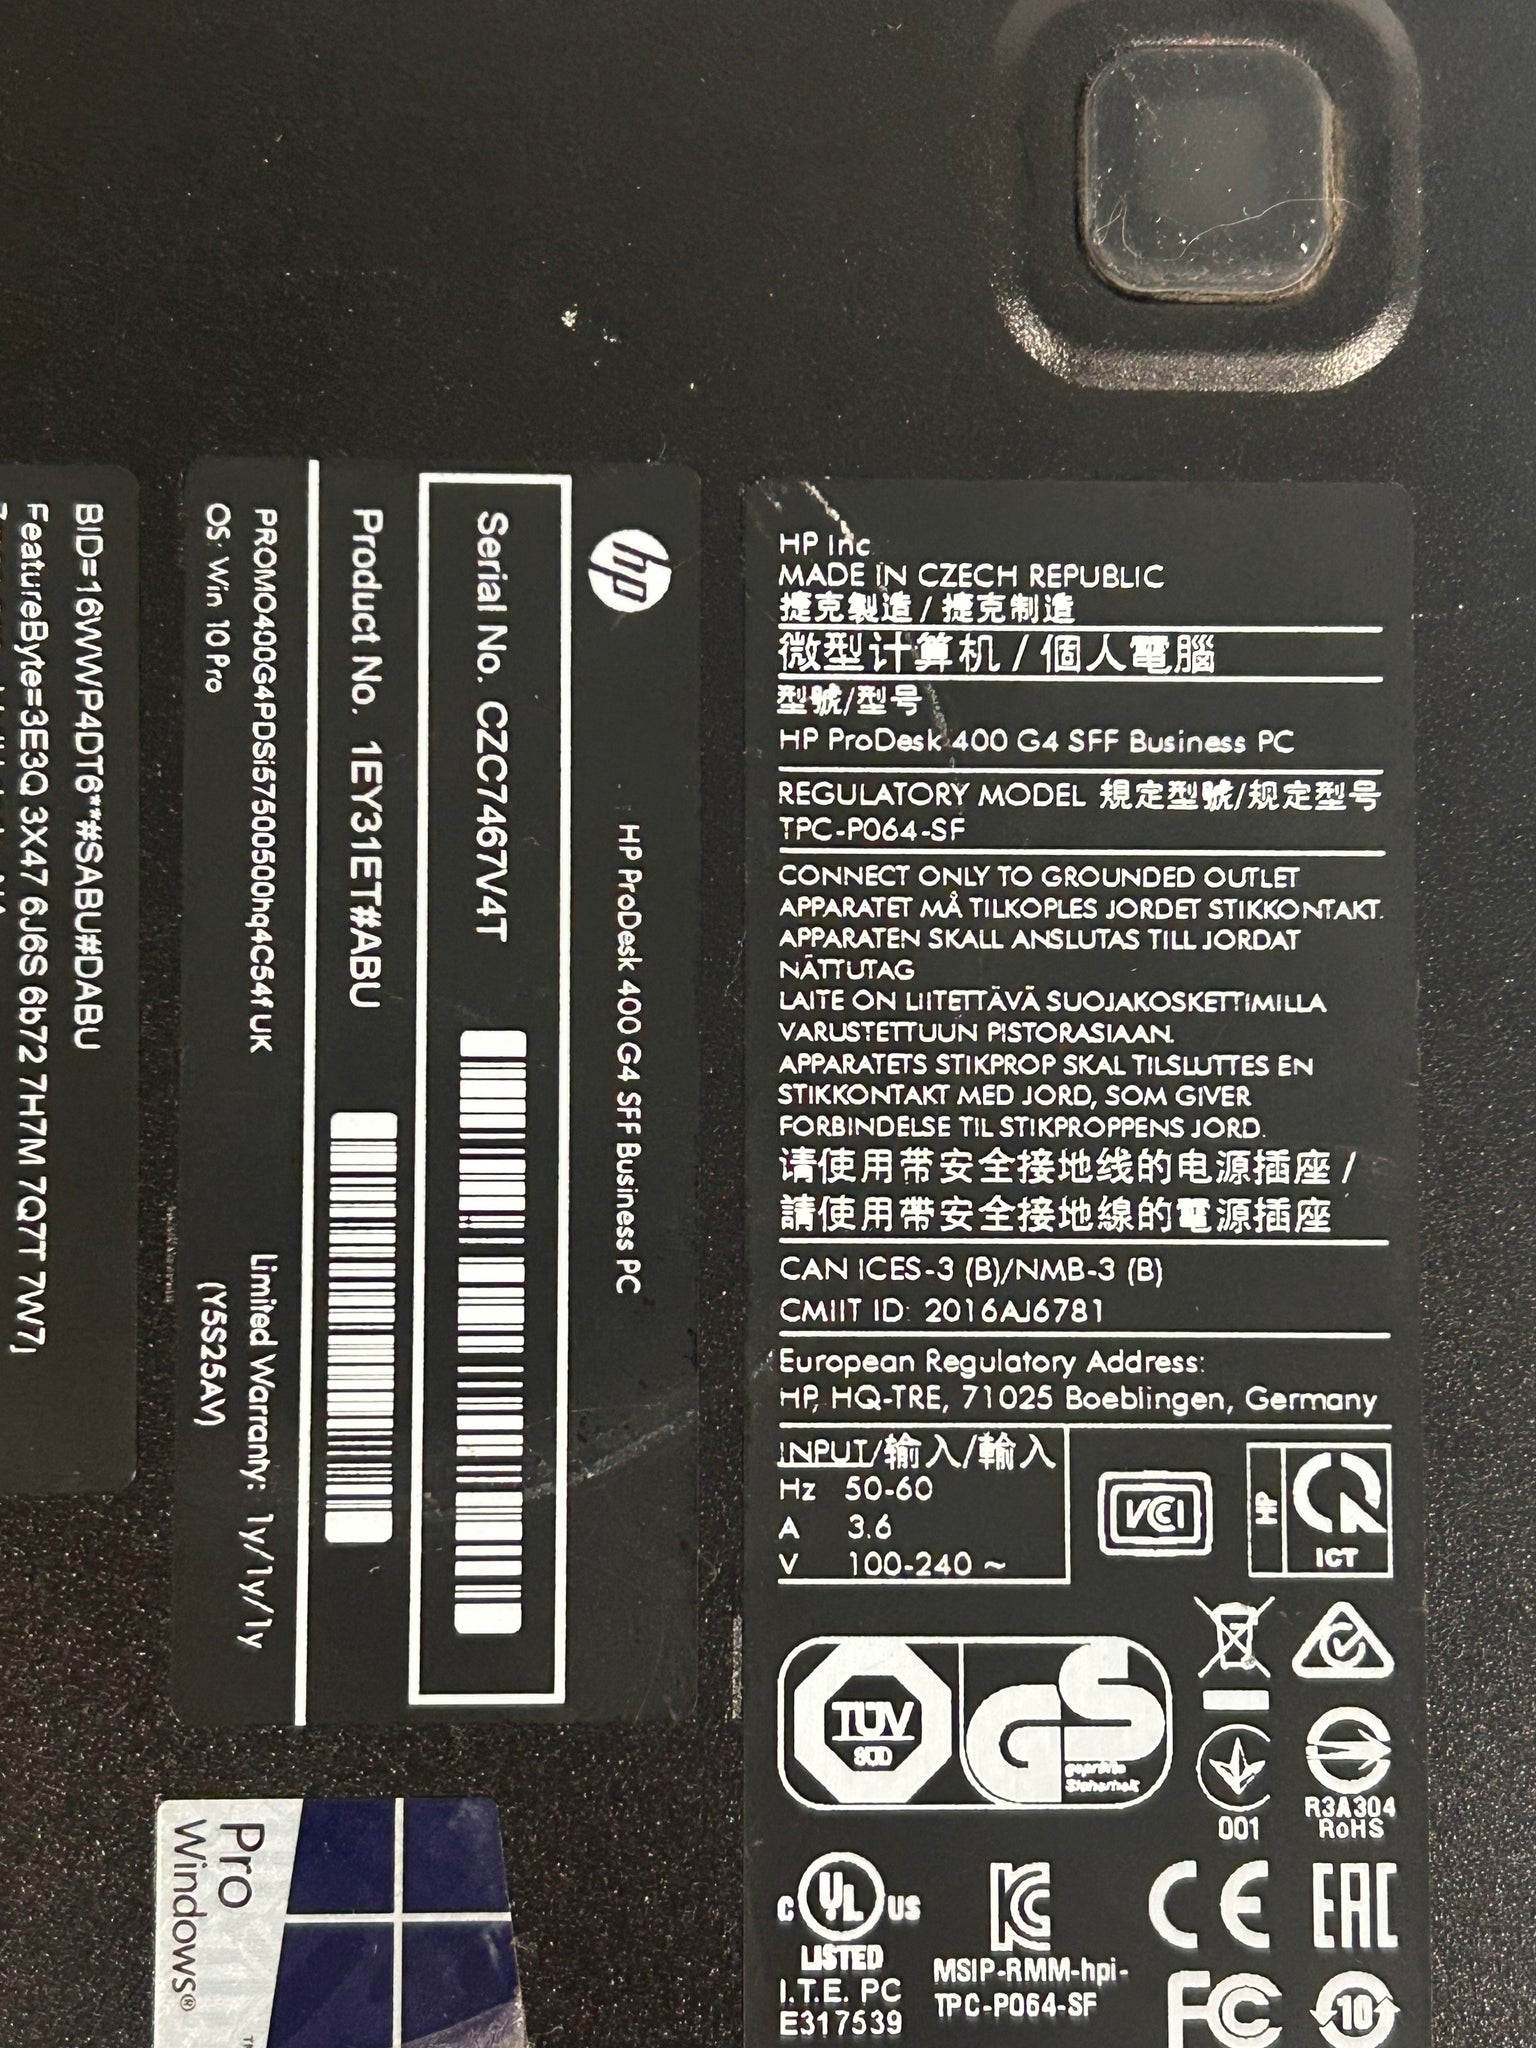 HP Inc
MADE IN CZECH REPUBLIC
捷克製造 / 捷克制造
微型计算机 / 個人電腦
型號/型号
HP ProDesk 400 G4 SFF Business PC
REGULATORY MODEL 規定型號/规定型号
TPC-P064-SF
CONNECT ONLY TO GROUNDED OUTLET
APPARATET MÅ TILKOPLES JORDET STIKKONTAKT.
APPARATEN SKALL ANSLUTAS TILL JORDAT
NÄTTUTAG
LAITE ON LIITETTÄVÄ SUOJAKOSKETTIMILLA
VARUSTETTUUN PISTORASIAAN.
APPARATETS STIKPROP SKAL TILSLUTTES EN
STIKKONTAKT MED JORD, SOM GIVER
FORBINDELSE TIL STIKPROPPENS JORD.
请使用带安全接地线的电源插座 /
請使用帶安全接地線的電源插座
CAN ICES-3 (B)/NMB-3 (B)
CMIIT ID: 2016AJ6781
European Regulatory Address:
HP, HQ-TRE, 71025 Boeblingen, Germany
INPUT/输入/輸入
Hz 50-60
A 3.6
V 100-240 ~
VCCI
HP
ICT
TÜV
SÜD
GS
geprüfte
Sicherheit
001
R3A304
RoHS
C UL US
LISTED
I.T.E. PC
E317539
KC
MSIP-RMM-hpi-
TPC-P064-SF
CE
EAC
FC
10
hp
HP ProDesk 400 G4 SFF Business PC
Serial No. CZC7467V4T
Product No. 1EY31ET#ABU
PROMO400G4PDSi57500500hq4C54f UK
Limited Warranty: 1y/1y/1y
OS: Win 10 Pro
(Y5S25AV)
BID=16WWP4DT6**#SABU#DABU
FeatureByte=3E3Q 3X47 6J6S 6b72 7H7M 7Q7T 7W7j
Pro
Windows®